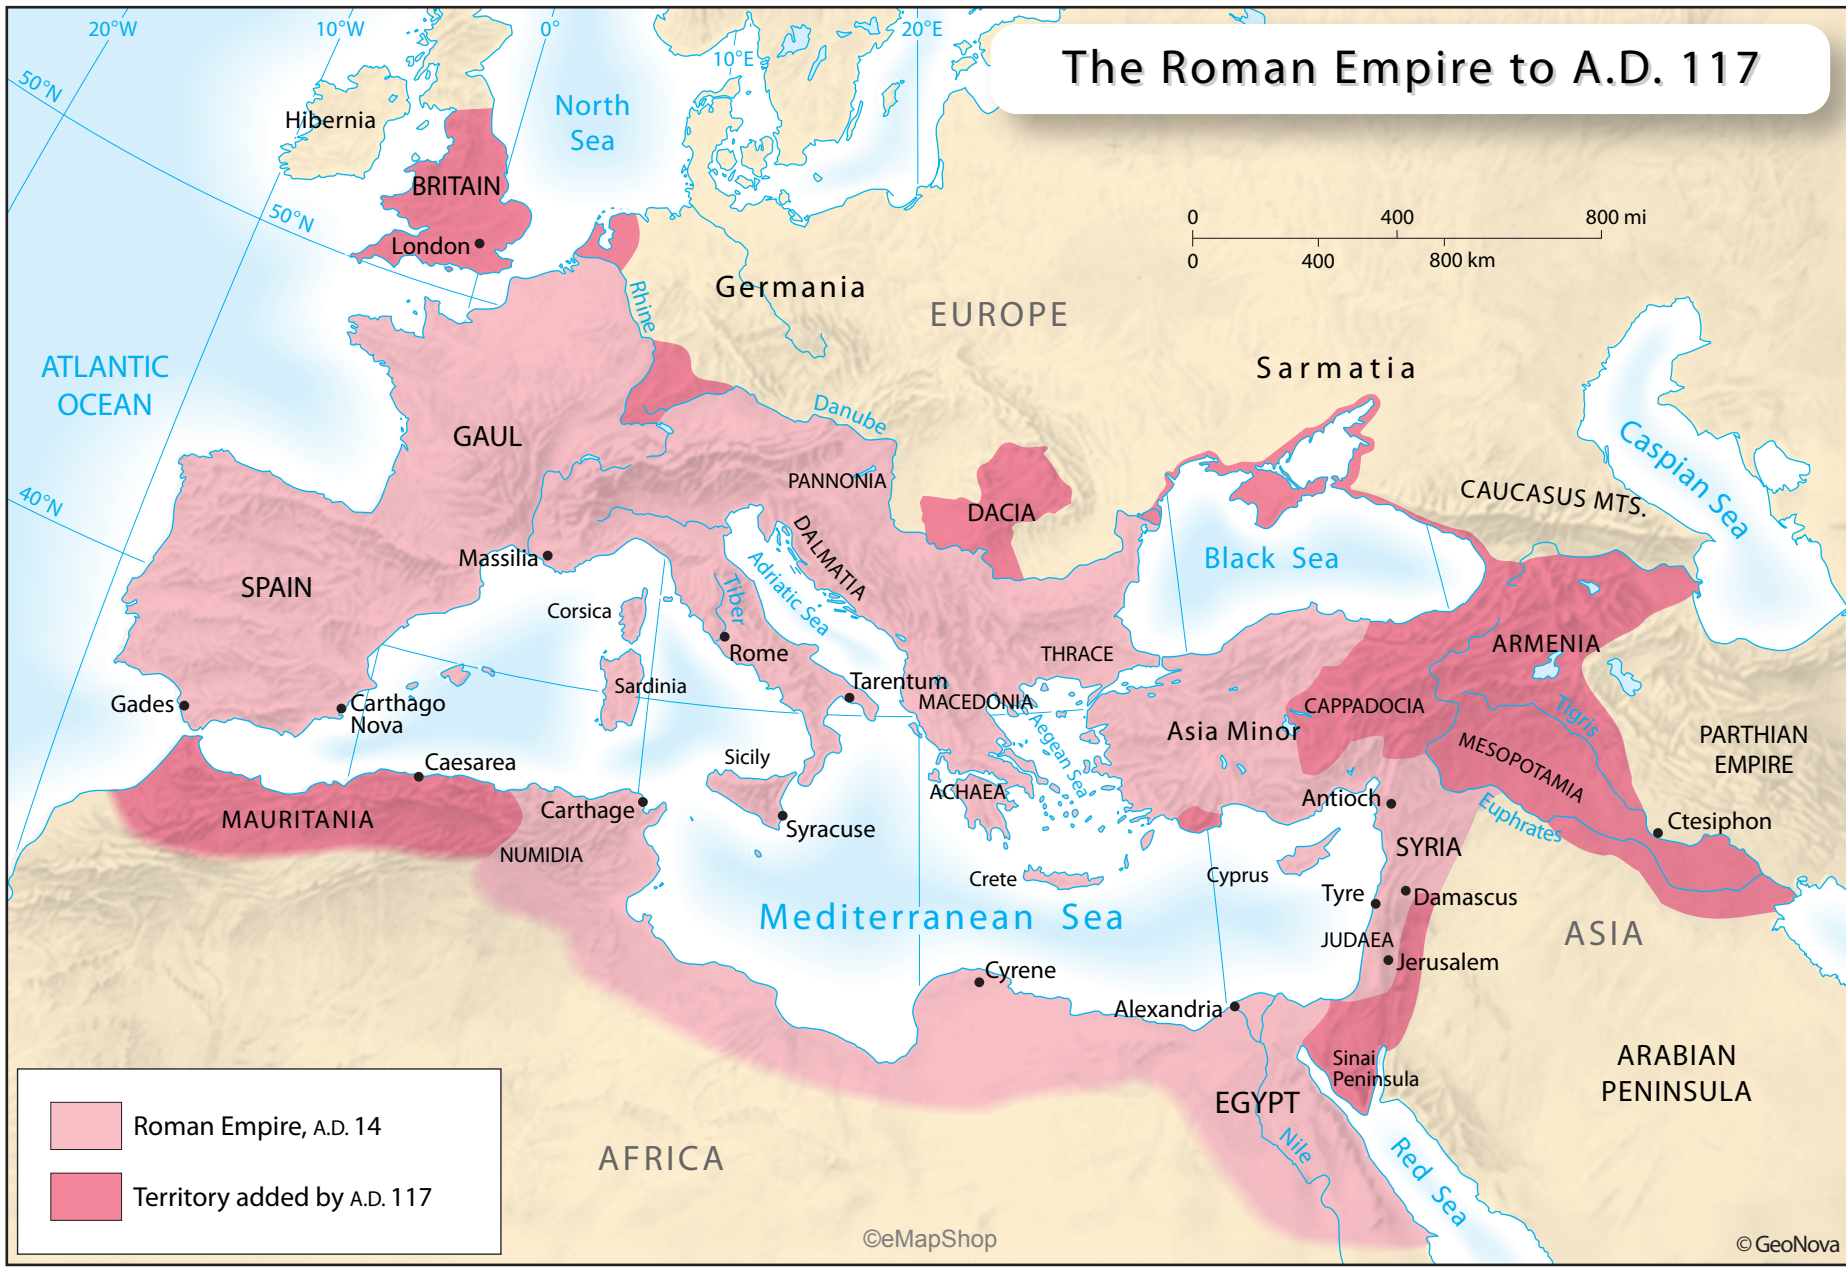 The Roman Empire to A.D. 117
20°W
10°W
0°
10°E
20°E
50°N
50°N
40°N
Hibernia
North
Sea
BRITAIN
London
0
400
800 mi
0
400
800 km
Germania
EUROPE
Rhine
ATLANTIC
OCEAN
Sarmatia
Danube
GAUL
PANNONIA
DACIA
Caspian Sea
CAUCASUS MTS.
Black Sea
Massilia
SPAIN
DALMATIA
Adriatic Sea
Tiber
Corsica
Rome
THRACE
ARMENIA
Sardinia
Tarentum
MACEDONIA
Gades
Carthago
Nova
CAPPADOCIA
Tigris
Aegean Sea
Asia Minor
PARTHIAN
EMPIRE
MESOPOTAMIA
Sicily
Caesarea
ACHAEA
Antioch
Carthage
MAURITANIA
Syracuse
Euphrates
Ctesiphon
NUMIDIA
SYRIA
Crete
Cyprus
Tyre
Damascus
Mediterranean Sea
JUDAEA
ASIA
Jerusalem
Cyrene
Alexandria
Sinai
Peninsula
ARABIAN
PENINSULA
EGYPT
Nile
Red Sea
AFRICA
Roman Empire, A.D. 14
Territory added by A.D. 117
©eMapShop
© GeoNova